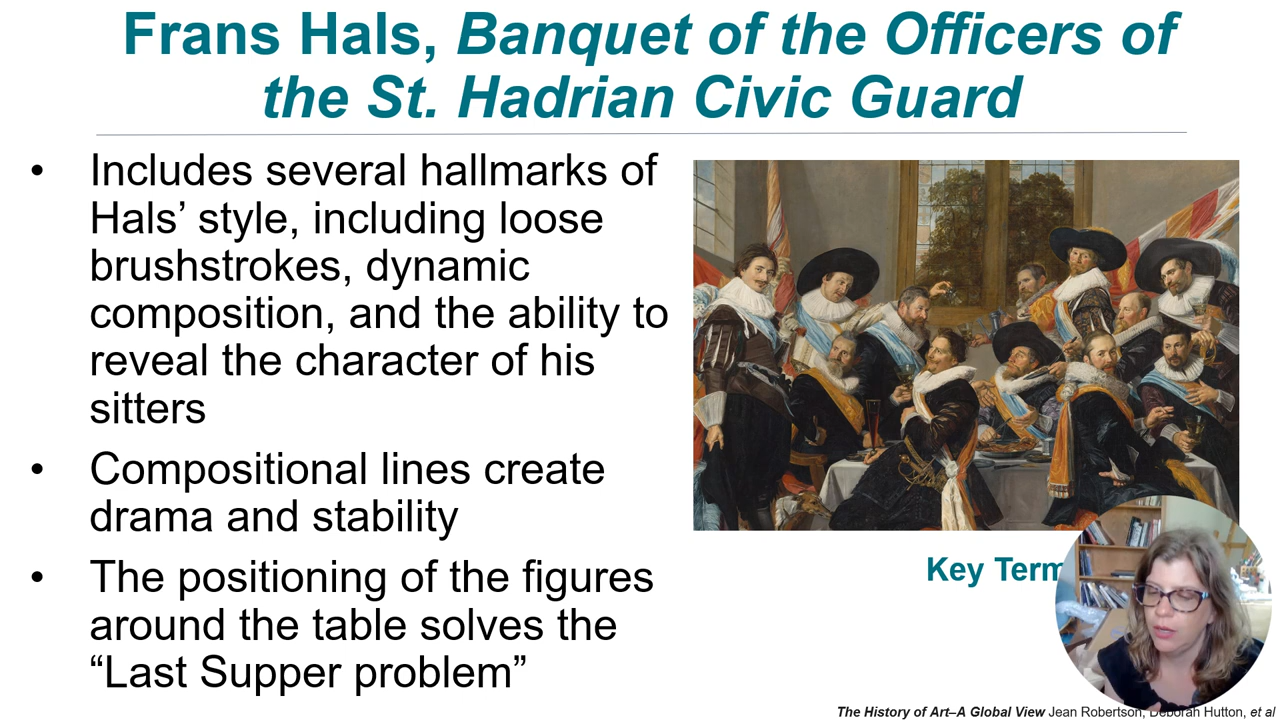 Frans Hals, Banquet of the Officers of
the St. Hadrian Civic Guard
• Includes several hallmarks of
Hals’ style, including loose
brushstrokes, dynamic
composition, and the ability to
reveal the character of his
sitters
• Compositional lines create
drama and stability
• The positioning of the figures
around the table solves the
“Last Supper problem”
Key Term
The History of Art–A Global View Jean Robertson, Deborah Hutton, et al